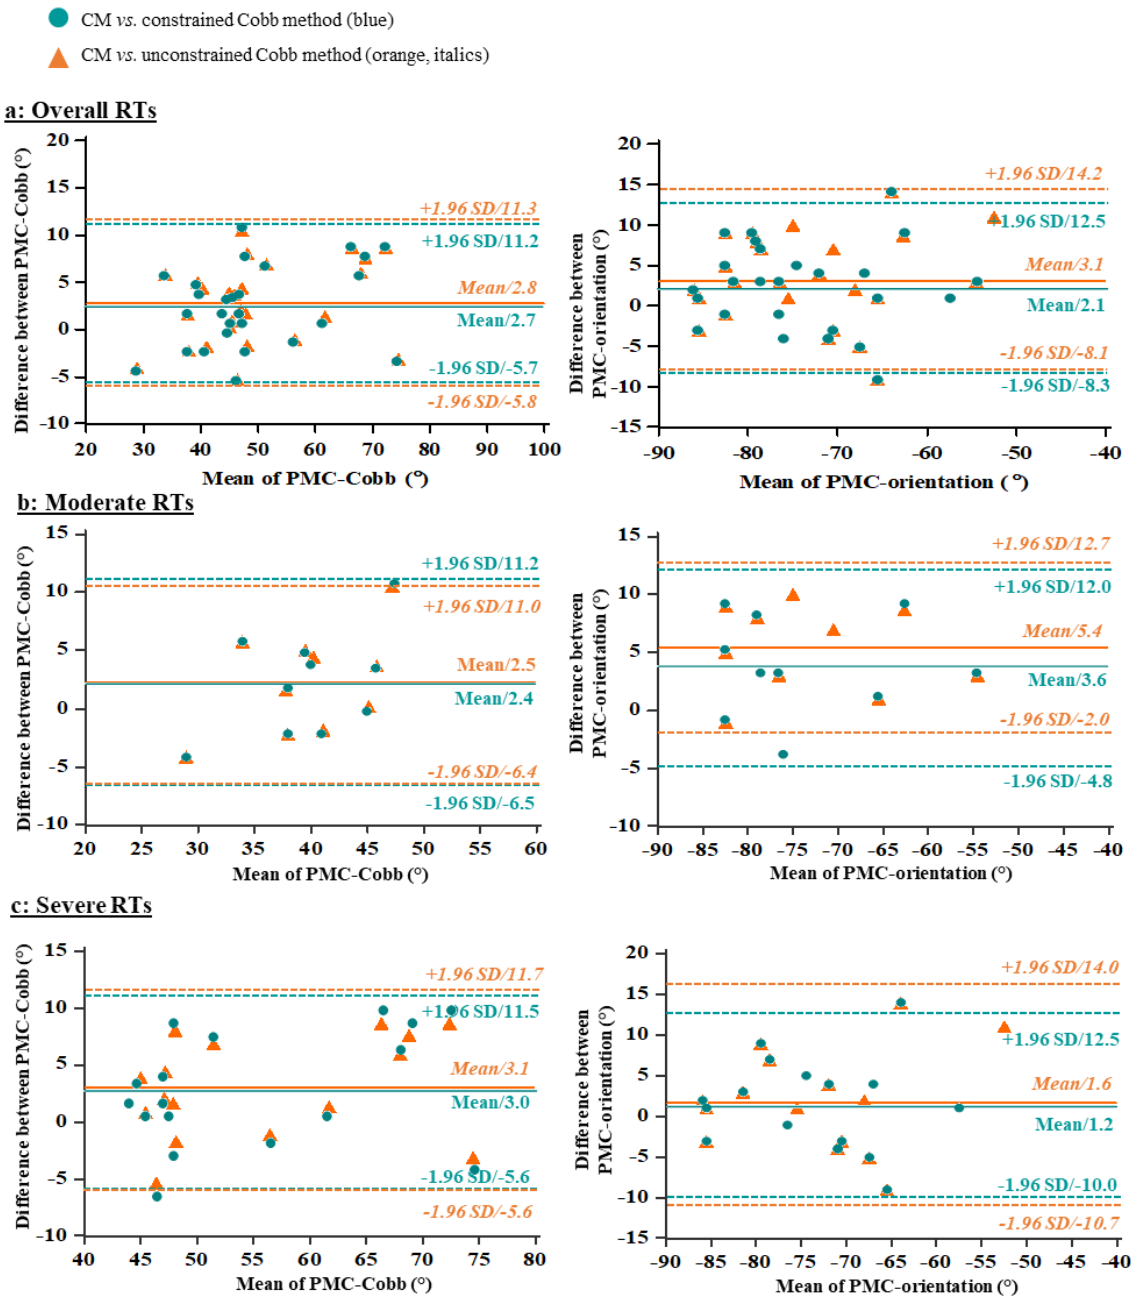 CM vs. constrained Cobb method (blue)
CM vs. unconstrained Cobb method (orange, italics)
a: Overall RTs
Difference between PMC-Cobb (°)
20
15
10
5
0
-5
-10
+1.96 SD/11.3
+1.96 SD/11.2
Mean/2.8
Mean/2.7
-1.96 SD/-5.7
-1.96 SD/-5.8
20 30 40 50 60 70 80 90 100
Mean of PMC-Cobb (°)
Difference between
PMC-orientation (°)
20
15
10
5
0
-5
-10
-15
+1.96 SD/14.2
+1.96 SD/12.5
Mean/3.1
Mean/2.1
-1.96 SD/-8.1
-1.96 SD/-8.3
-90 -80 -70 -60 -50 -40
Mean of PMC-orientation (°)
b: Moderate RTs
Difference between PMC-Cobb (°)
15
10
5
0
-5
-10
+1.96 SD/11.2
+1.96 SD/11.0
Mean/2.5
Mean/2.4
-1.96 SD/-6.4
-1.96 SD/-6.5
20 25 30 35 40 45 50 55 60
Mean of PMC-Cobb (°)
Difference between
PMC-orientation (°)
15
10
5
0
-5
-10
+1.96 SD/12.7
+1.96 SD/12.0
Mean/5.4
Mean/3.6
-1.96 SD/-2.0
-1.96 SD/-4.8
-90 -85 -80 -75 -70 -65 -60 -55 -50 -45 -40
Mean of PMC-orientation (°)
c: Severe RTs
Difference between PMC-Cobb (°)
15
10
5
0
-5
-10
+1.96 SD/11.7
+1.96 SD/11.5
Mean/3.1
Mean/3.0
-1.96 SD/-5.6
-1.96 SD/-5.6
40 45 50 55 60 65 70 75 80
Mean of PMC-Cobb (°)
Difference between
PMC-orientation (°)
20
15
10
5
0
-5
-10
-15
+1.96 SD/14.0
+1.96 SD/12.5
Mean/1.6
Mean/1.2
-1.96 SD/-10.0
-1.96 SD/-10.7
-90 -85 -80 -75 -70 -65 -60 -55 -50 -45 -40
Mean of PMC-orientation (°)